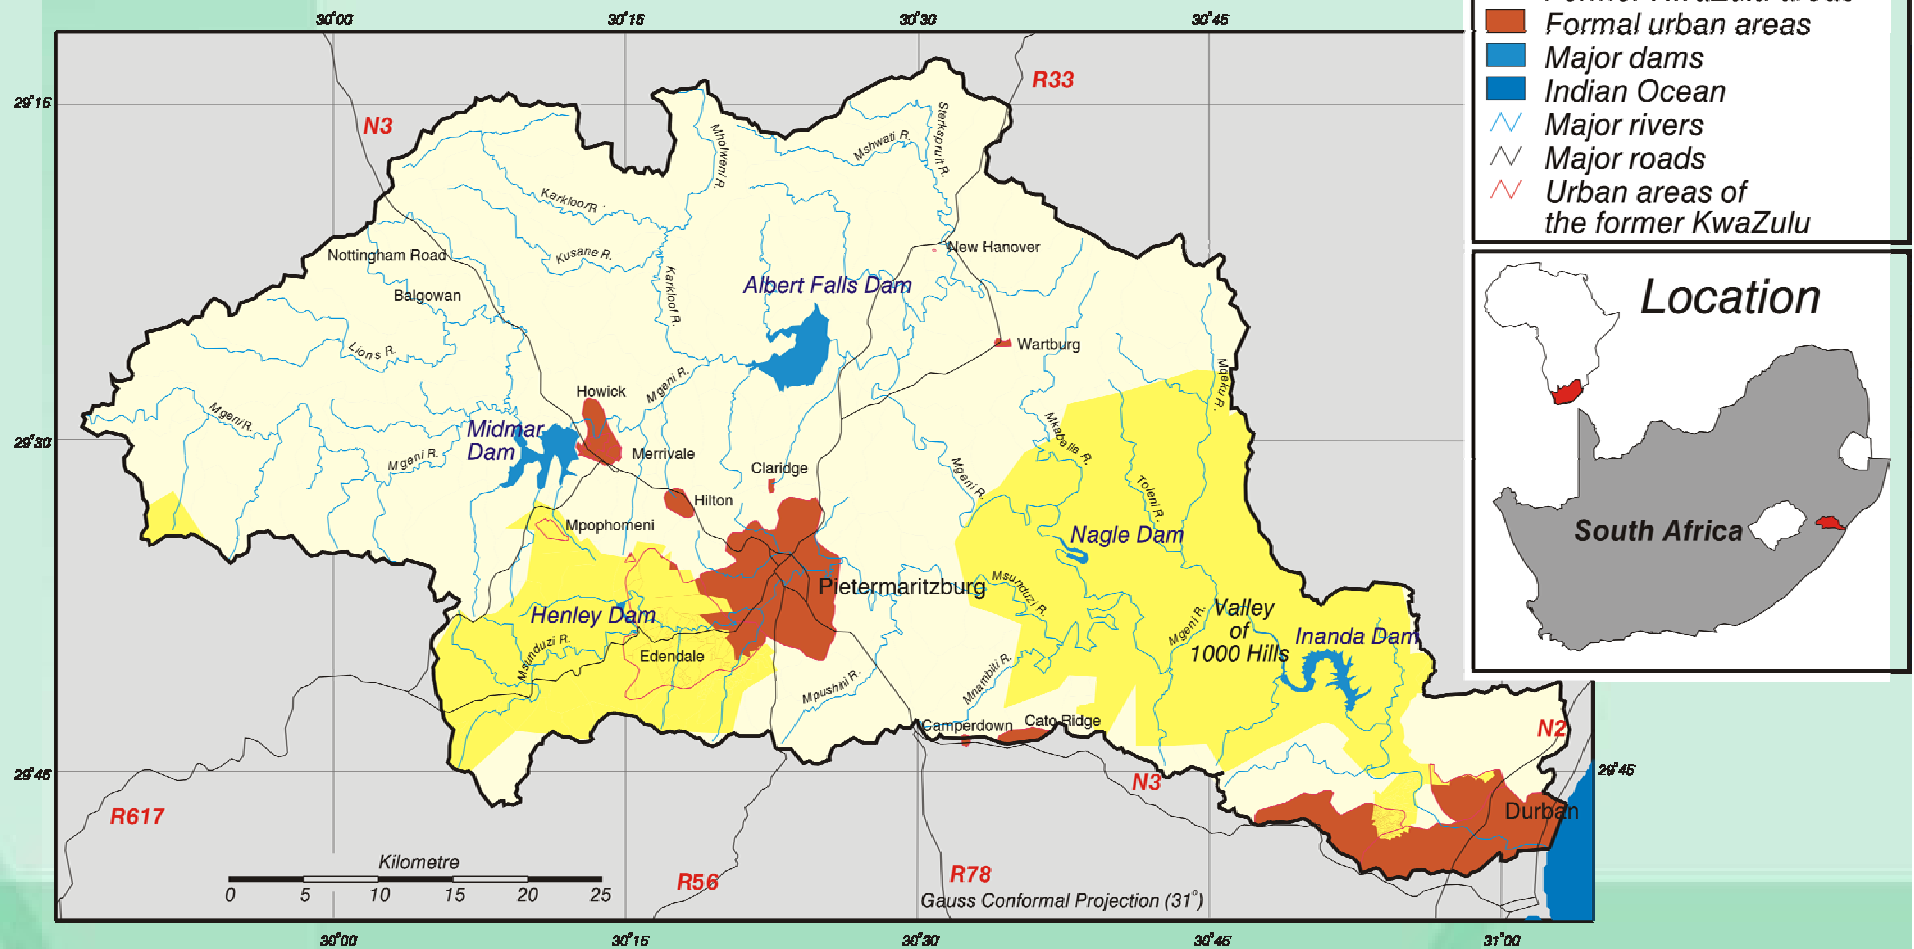 30°00
30°15
30°30
30°45
29°15
29°30
29°45
29°45
30°00
30°15
30°30
30°45
31°00
N3
R33
Mholweni R.
Mshwati R.
Sterkspruit R.
Karkloof R.
Kusane R.
Karkloof R.
Nottingham Road
Balgowan
New Hanover
Albert Falls Dam
Lions R.
Wartburg
Mgeni R.
Howick
Mgeni R.
Mqeku R.
Midmar
Dam
Mgeni R.
Merrivale
Claridge
Hilton
Mpophomeni
Mgeni R.
Mkabela R.
Toleni R.
Nagle Dam
Pietermaritzburg
Msunduzi R.
Henley Dam
Msunduzi R.
Edendale
Mgeni R.
Valley
of
1000 Hills
Inanda Dam
Mpushini R.
Mnambiti R.
Camperdown
Cato Ridge
N3
N2
Durban
R617
R56
R78
Kilometre
0 5 10 15 20 25
Gauss Conformal Projection (31°)
Formal urban areas
Major dams
Indian Ocean
Major rivers
Major roads
Urban areas of
the former KwaZulu
Location
South Africa